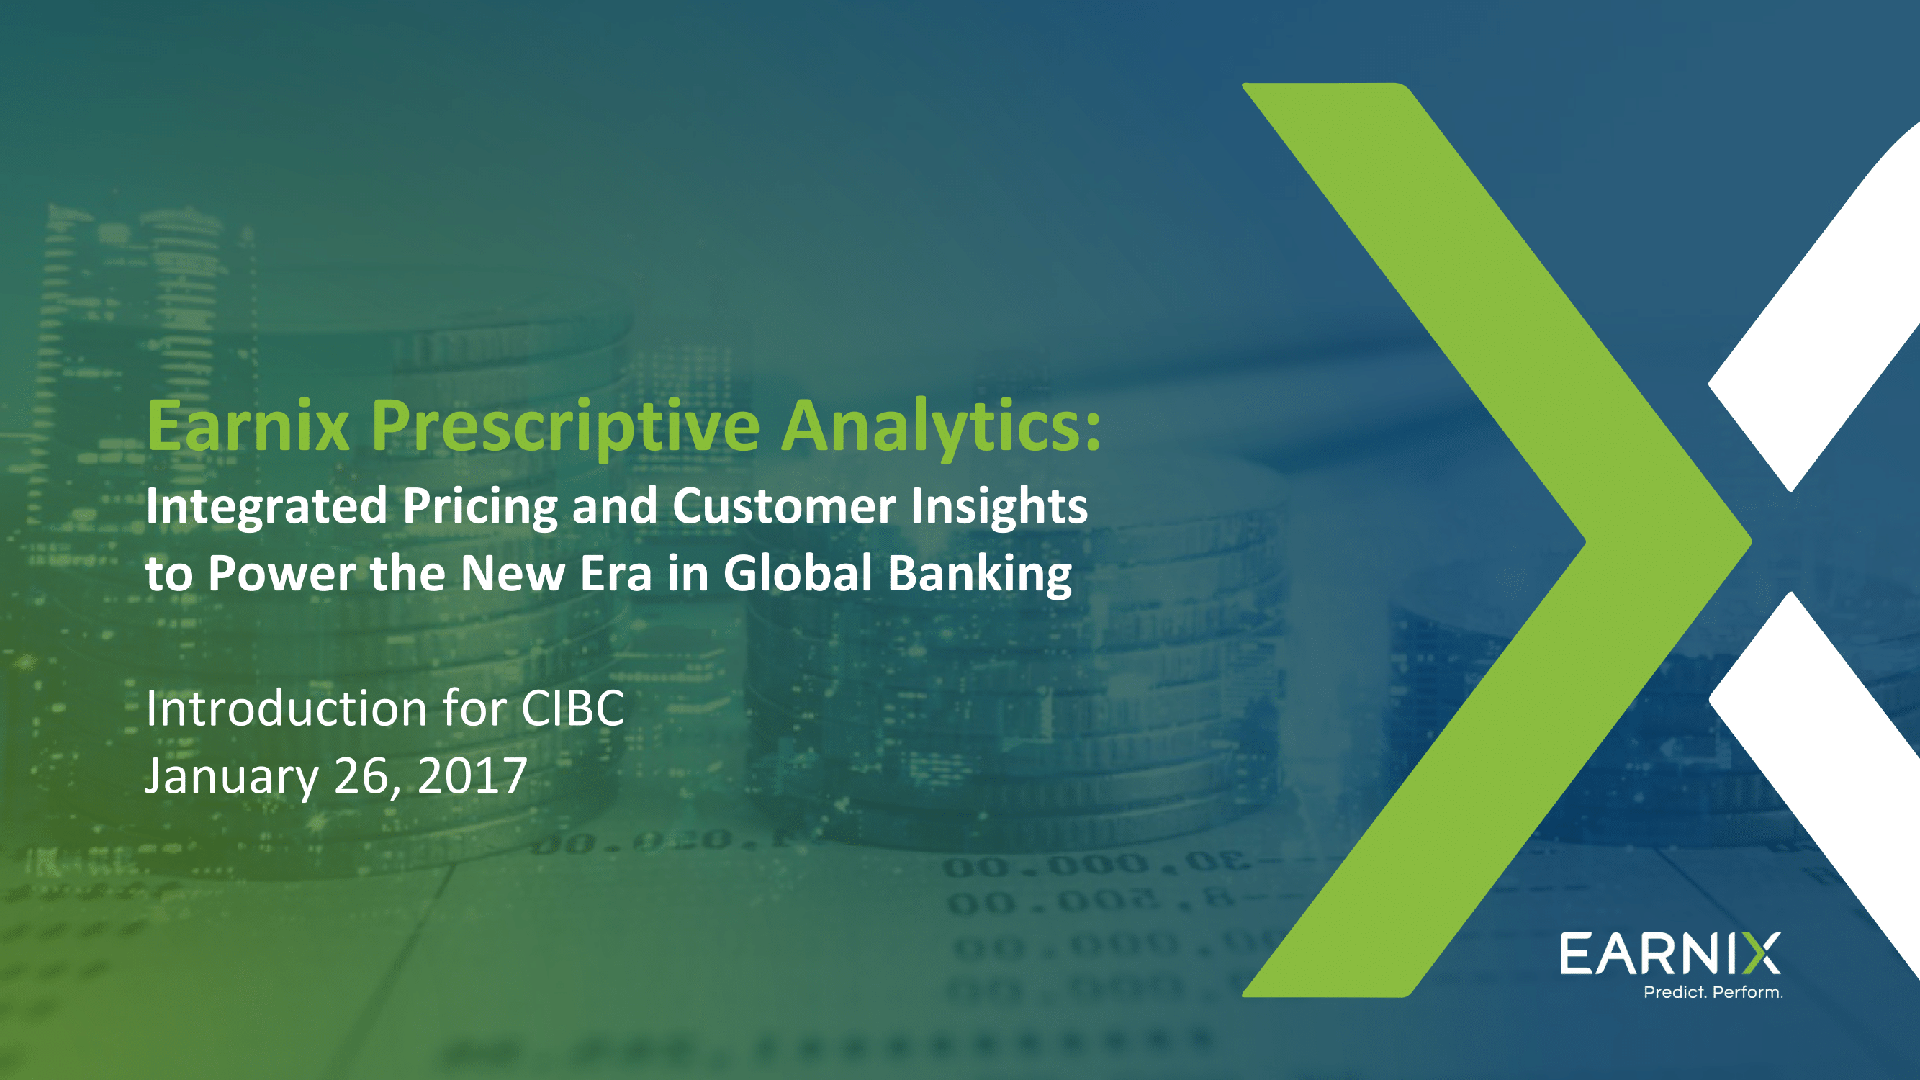 Earnix Prescriptive Analytics:
Integrated Pricing and Customer Insights
to Power the New Era in Global Banking
Introduction for CIBC
January 26, 2017
EARNIX
Predict. Perform.